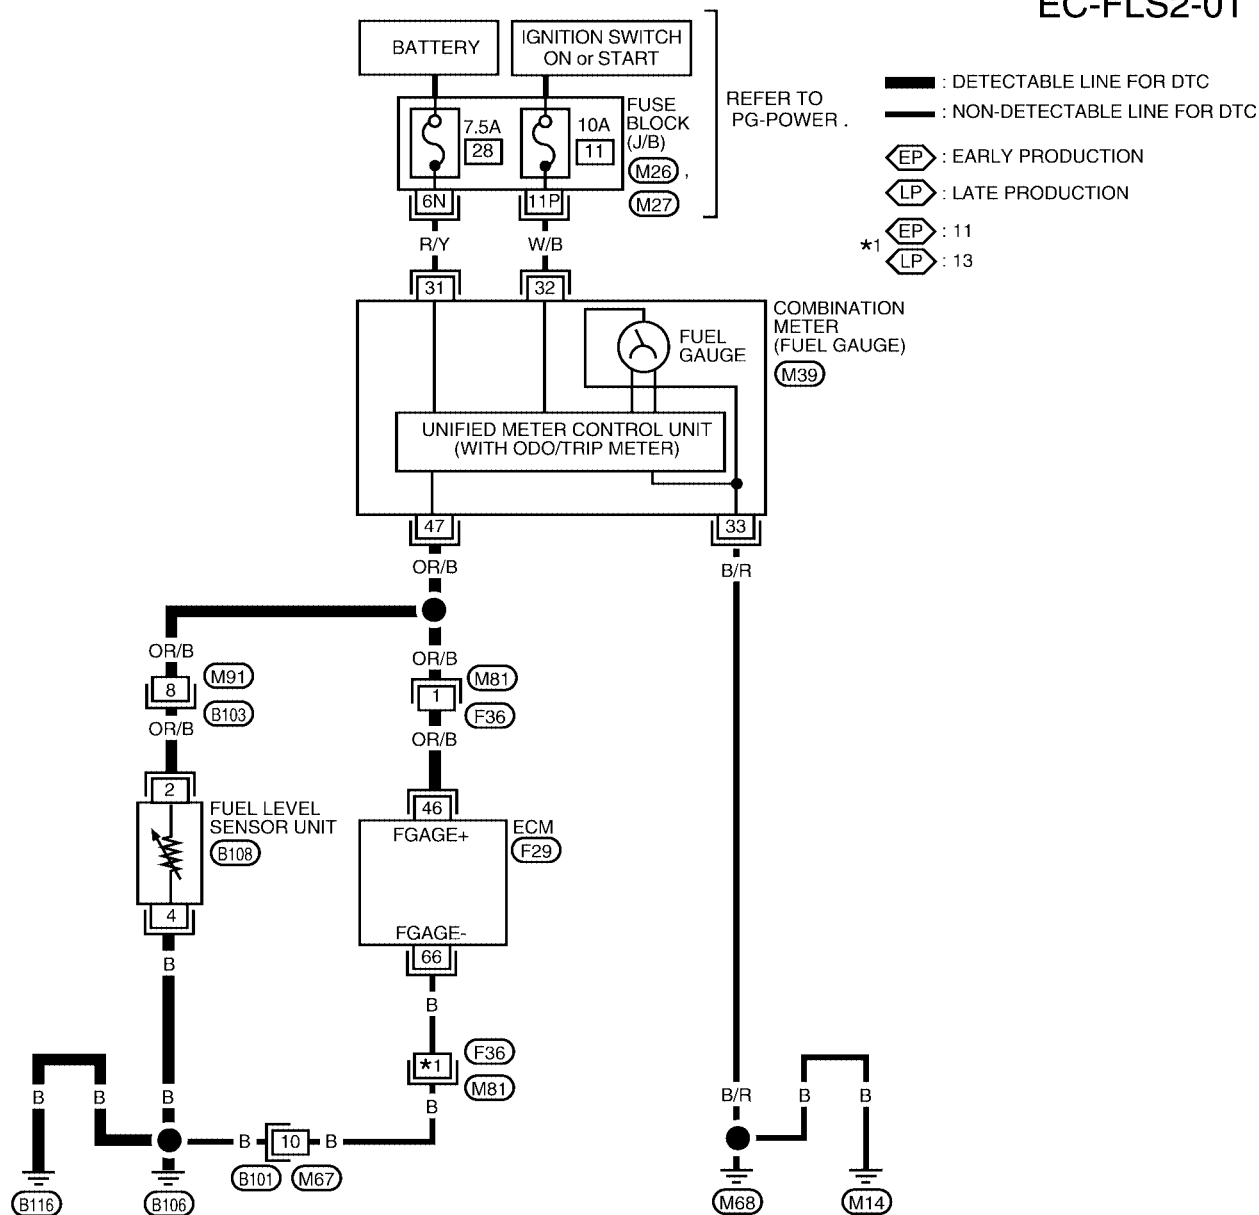 EC-FLS2-01
BATTERY
IGNITION SWITCH
ON or START
: DETECTABLE LINE FOR DTC
: NON-DETECTABLE LINE FOR DTC
EP : EARLY PRODUCTION
LP : LATE PRODUCTION
*1 EP : 11
LP : 13
REFER TO
PG-POWER .
7.5A
28
10A
11
FUSE
BLOCK
(J/B)
M26 ,
M27
6N
11P
R/Y
W/B
31
32
COMBINATION
METER
(FUEL GAUGE)
M39
FUEL
GAUGE
UNIFIED METER CONTROL UNIT
(WITH ODO/TRIP METER)
47
33
OR/B
B/R
OR/B
OR/B
8
M91
B103
1
M81
F36
OR/B
OR/B
2
46
FUEL LEVEL
SENSOR UNIT
B108
FGAGE+
ECM
F29
4
FGAGE-
66
B
B
*1
F36
M81
B
B
B
B
B/R
B
B
B
10
B
B101
M67
B116
B106
M68
M14